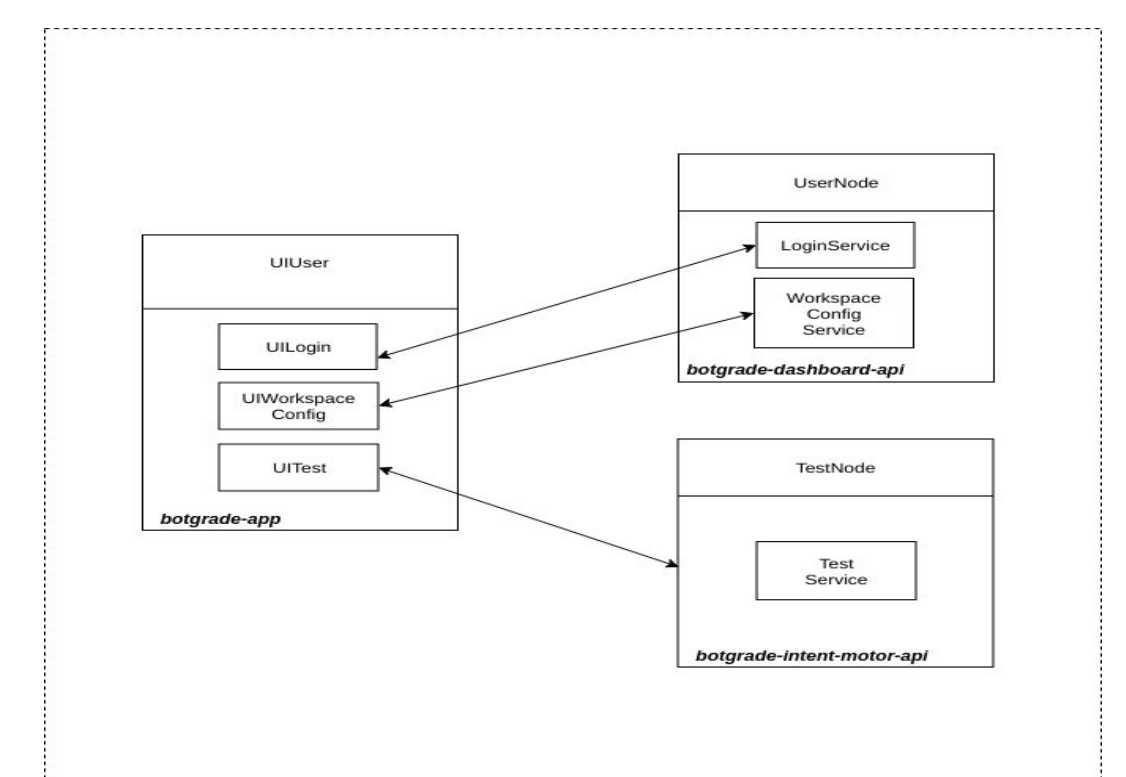 UIUser
UILogin
UIWorkspace
Config
UITest
botgrade-app
UserNode
LoginService
Workspace
Config
Service
botgrade-dashboard-api
TestNode
Test
Service
botgrade-intent-motor-api